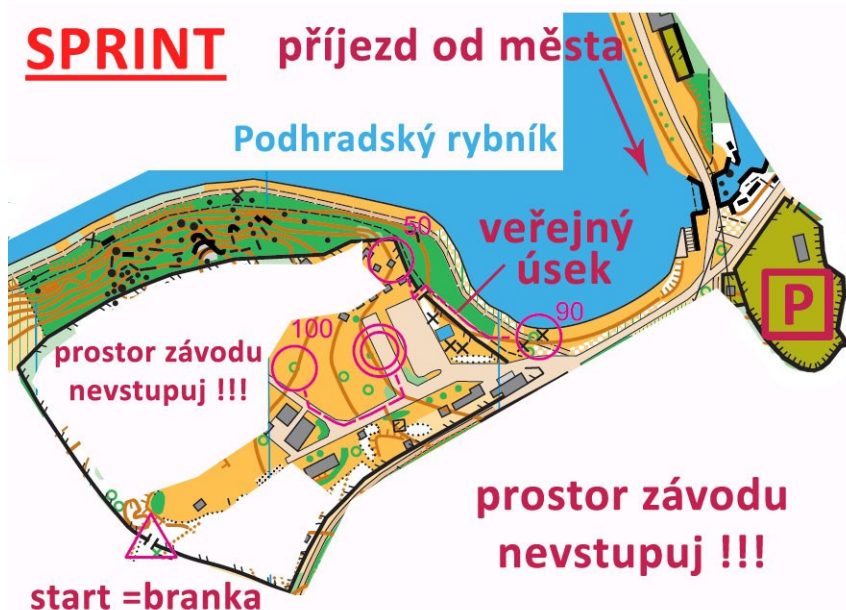 SPRINT
příjezd od města
Podhradský rybník
50
veřejný
úsek
90
100
P
prostor závodu
nevstupuj !!!
prostor závodu
nevstupuj !!!
start =branka